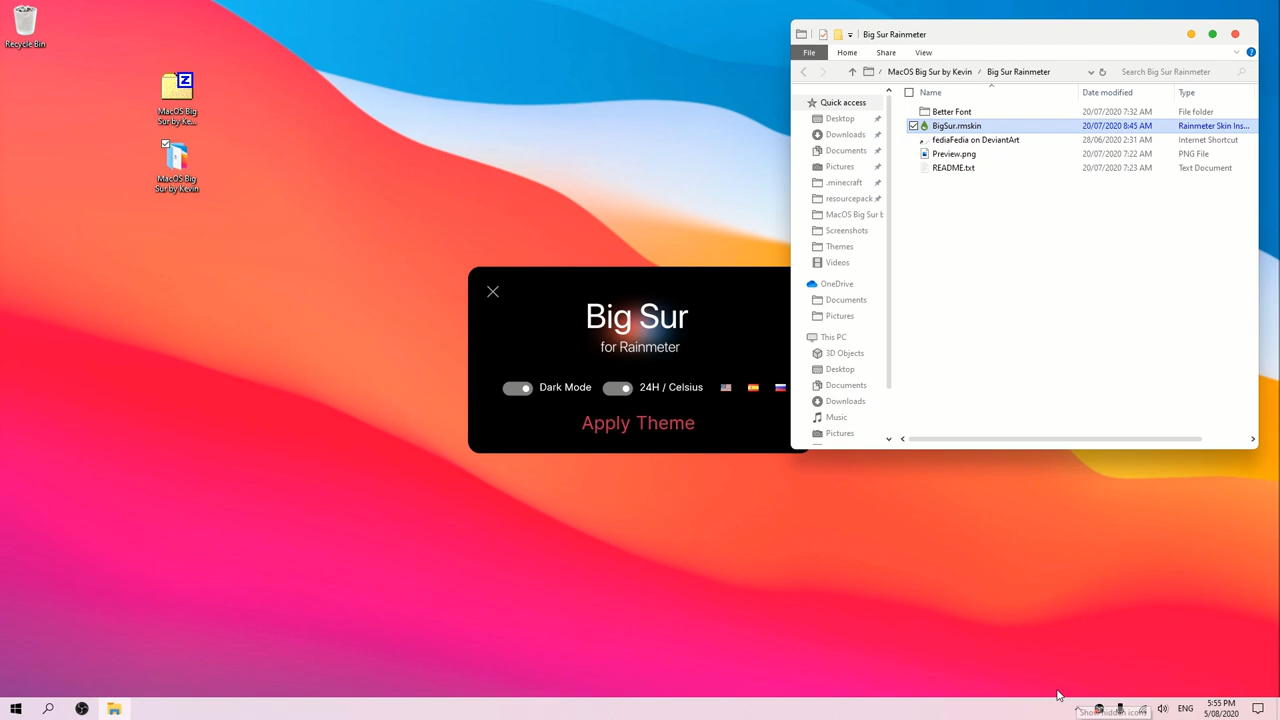 Recycle Bin
MacOS Big
Sur by Ke...
MacOS Big
Sur by Kevin
Big Sur Rainmeter
File
Home
Share
View
MacOS Big Sur by Kevin / Big Sur Rainmeter
Search Big Sur Rainmeter
Name
Date modified
Type
Better Font
20/07/2020 7:32 AM
File folder
BigSur.rmskin
20/07/2020 8:45 AM
Rainmeter Skin Ins...
fediaFedia on DeviantArt
28/06/2020 2:31 AM
Internet Shortcut
Preview.png
20/07/2020 7:22 AM
PNG File
README.txt
20/07/2020 7:23 AM
Text Document
Quick access
Desktop
Downloads
Documents
Pictures
.minecraft
resourcepack
MacOS Big Sur b
Screenshots
Themes
Videos
OneDrive
Documents
Pictures
This PC
3D Objects
Desktop
Documents
Downloads
Music
Pictures
Big Sur
for Rainmeter
Dark Mode
24H / Celsius
Apply Theme
Show hidden icons
ENG
5:55 PM
5/08/2020